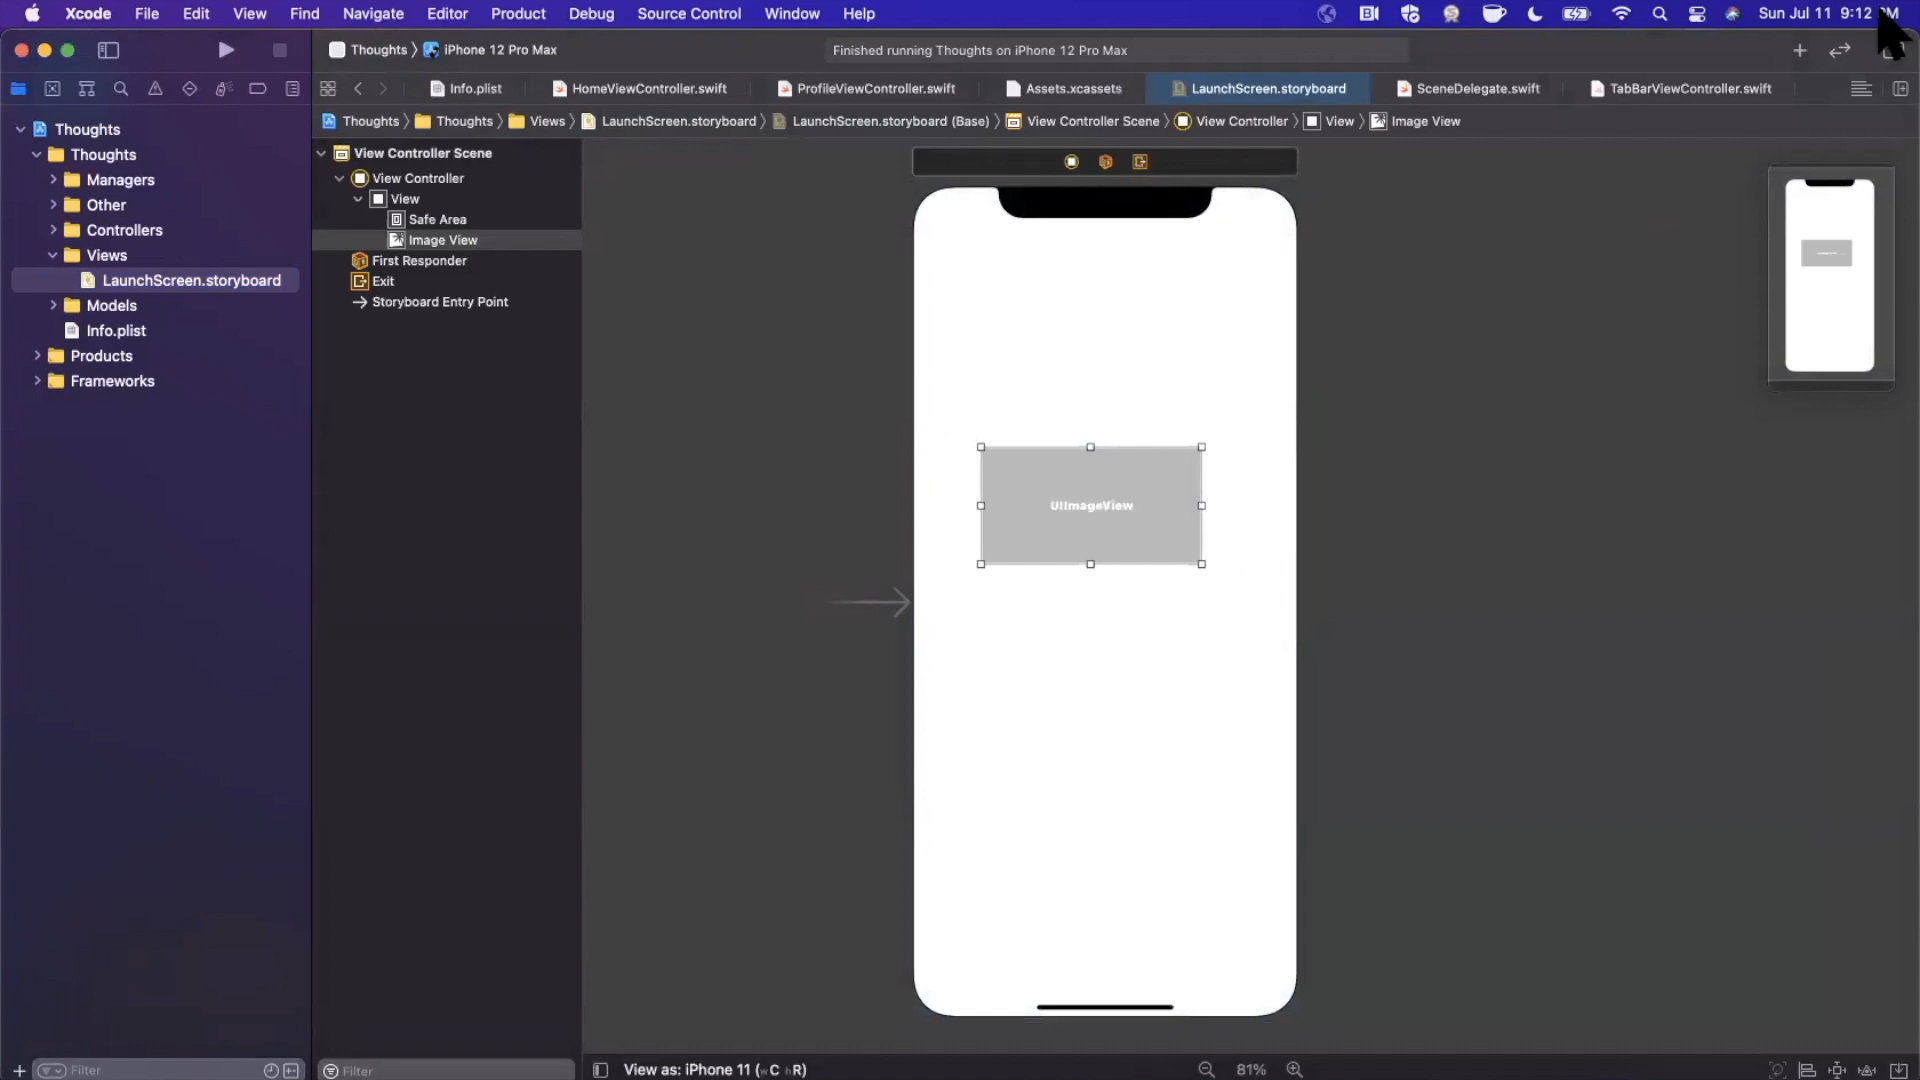 Xcode File Edit View Find Navigate Editor Product Debug Source Control Window Help Sun Jul 11 9:12
Thoughts iPhone 12 Pro Max Finished running Thoughts on iPhone 12 Pro Max
Info.plist HomeViewController.swift ProfileViewController.swift Assets.xcassets LaunchScreen.storyboard SceneDelegate.swift TabBarViewController.swift
Thoughts Thoughts Views LaunchScreen.storyboard LaunchScreen.storyboard (Base) View Controller Scene View Controller View Image View
Thoughts
Thoughts
Managers
Other
Controllers
Views
LaunchScreen.storyboard
Models
Info.plist
Products
Frameworks
View Controller Scene
View Controller
View
Safe Area
Image View
First Responder
Exit
Storyboard Entry Point
UIImageView
Filter
Filter
View as: iPhone 11 (wC hR)
81%